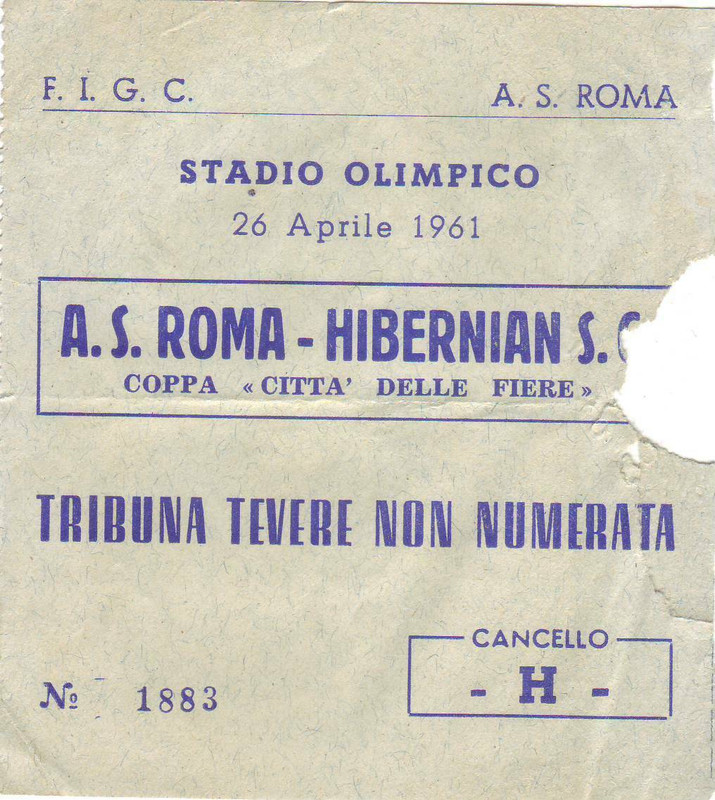 F. I. G. C.
A. S. ROMA
STADIO OLIMPICO
26 Aprile 1961
A. S. ROMA - HIBERNIAN S.
COPPA «CITTA' DELLE FIERE»
TRIBUNA TEVERE NON NUMERATA
CANCELLO
- H -
Nº 1883